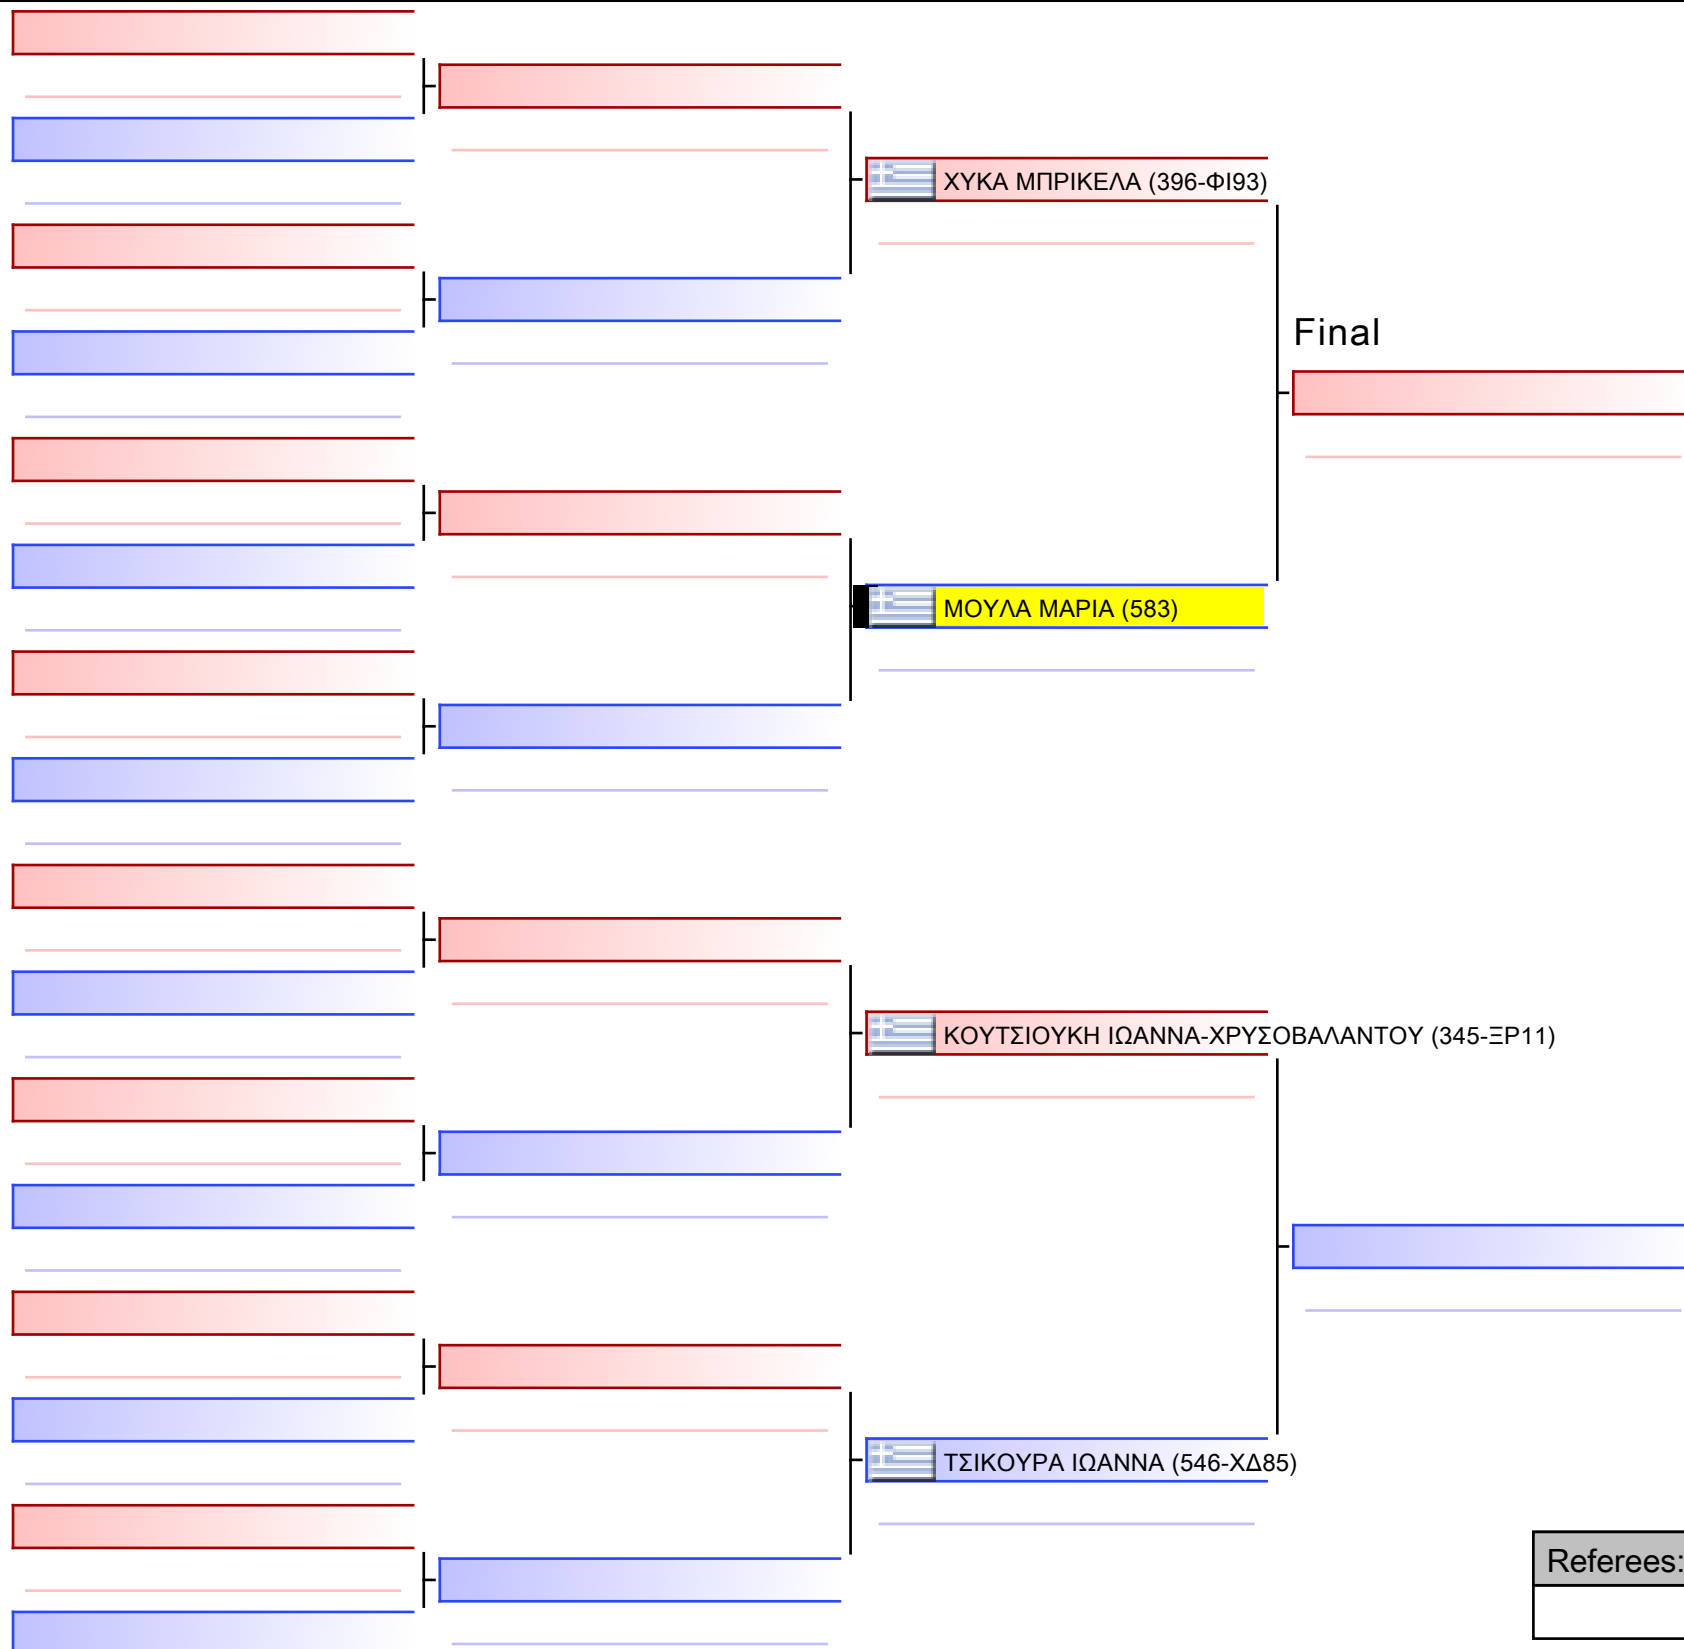 ΧΥΚΑ ΜΠΡΙΚΕΛΑ (396-ΦΙ93)
Final
ΜΟΥΛΑ ΜΑΡΙΑ (583)
ΚΟΥΤΣΙΟΥΚΗ ΙΩΑΝΝΑ-ΧΡΥΣΟΒΑΛΑΝΤΟΥ (345-ΞΡ11)
ΤΣΙΚΟΥΡΑ ΙΩΑΝΝΑ (546-ΧΔ85)
Referees: